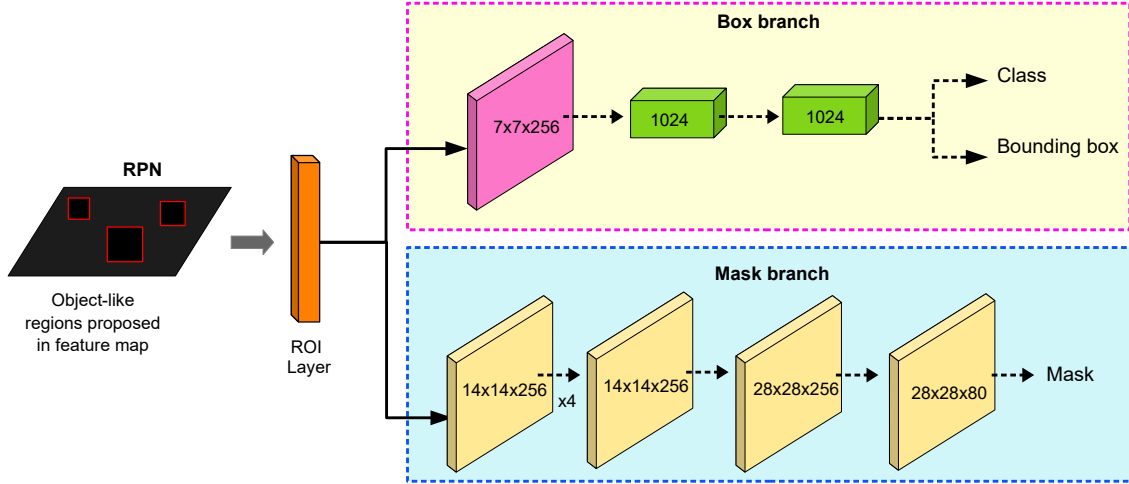 Box branch
7x7x256
1024
1024
Class
Bounding box
RPN
Object-like
regions proposed
in feature map
ROI
Layer
Mask branch
14x14x256
x4
14x14x256
28x28x256
28x28x80
Mask